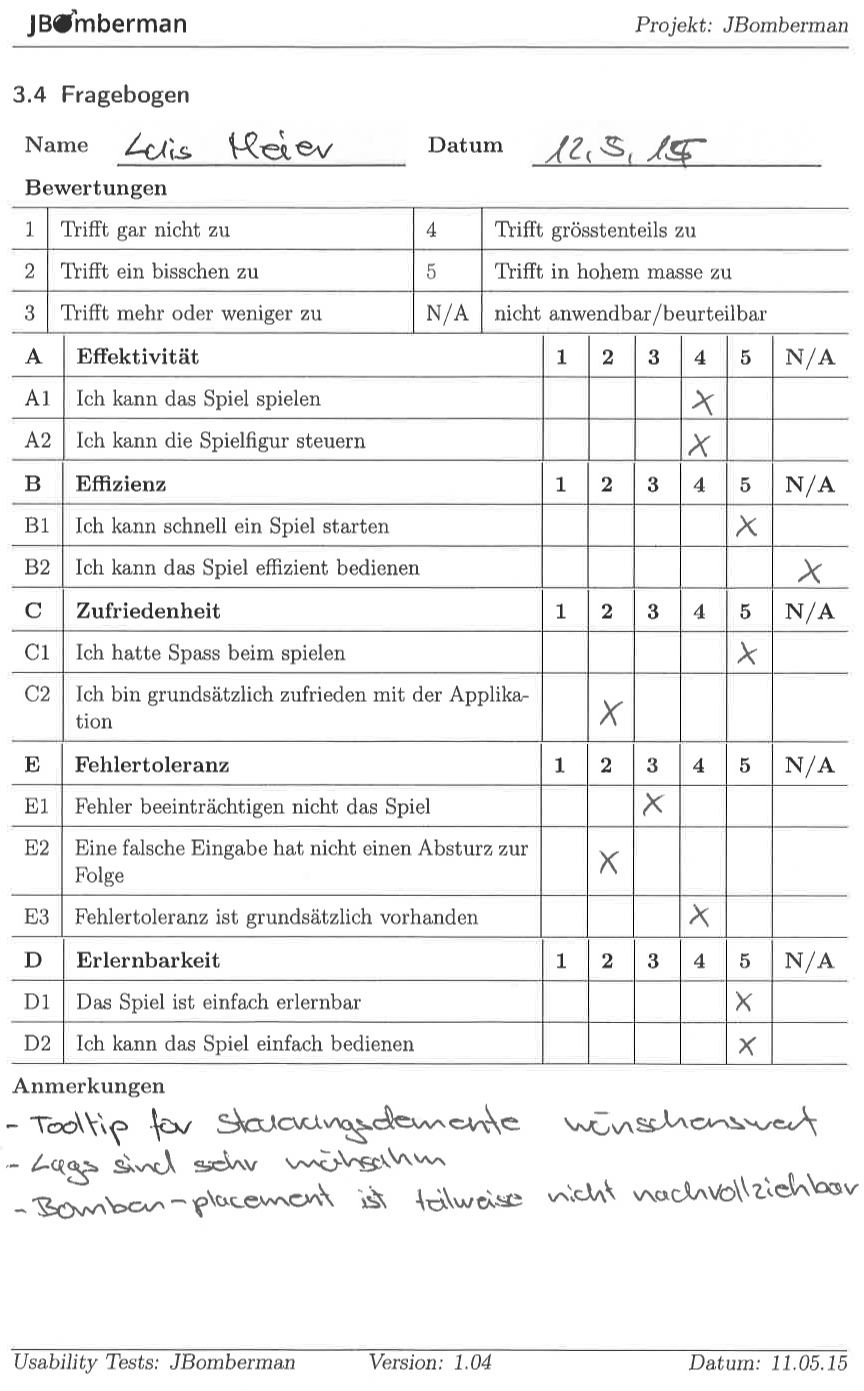 JBomberman Projekt: JBomberman
3.4 Fragebogen
Name Meier Datum 12.5.15
Bewertungen
1 Trifft gar nicht zu 4 Trifft grösstenteils zu
2 Trifft ein bisschen zu 5 Trifft in hohem masse zu
3 Trifft mehr oder weniger zu N/A nicht anwendbar/beurteilbar
A Effektivität 1 2 3 4 5 N/A
A1 Ich kann das Spiel spielen X
A2 Ich kann die Spielfigur steuern X
B Effizienz 1 2 3 4 5 N/A
B1 Ich kann schnell ein Spiel starten X
B2 Ich kann das Spiel effizient bedienen X
C Zufriedenheit 1 2 3 4 5 N/A
C1 Ich hatte Spass beim spielen X
C2 Ich bin grundsätzlich zufrieden mit der Applika-
tion X
E Fehlertoleranz 1 2 3 4 5 N/A
E1 Fehler beeinträchtigen nicht das Spiel X
E2 Eine falsche Eingabe hat nicht einen Absturz zur
Folge X
E3 Fehlertoleranz ist grundsätzlich vorhanden X
D Erlernbarkeit 1 2 3 4 5 N/A
D1 Das Spiel ist einfach erlernbar X
D2 Ich kann das Spiel einfach bedienen X
Anmerkungen
- Tooltip für wünschenswert
- Lags sind sehr mühsahm
- Bomben-placement ist teilweise nicht nachvollziehbar
Usability Tests: JBomberman Version: 1.04 Datum: 11.05.15